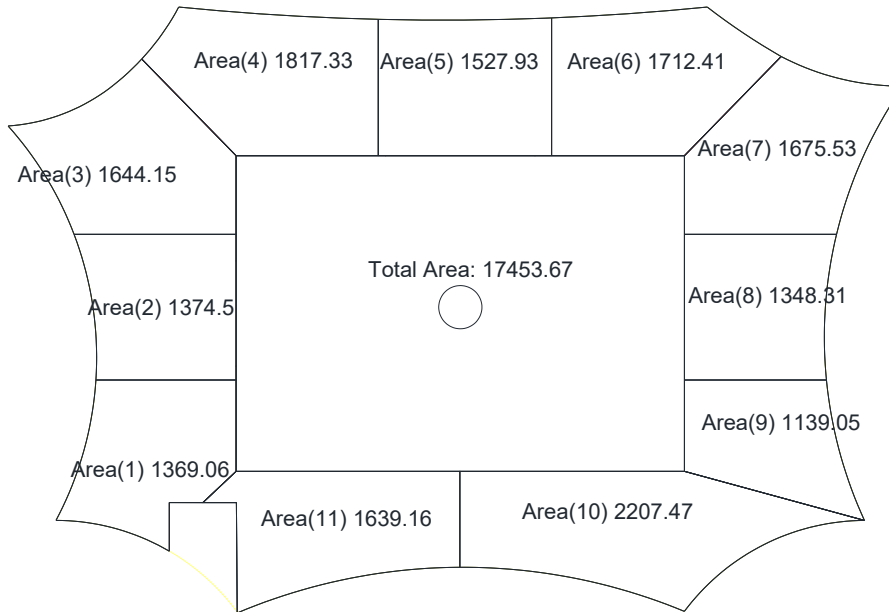 Area(4) 1817.33
Area(5) 1527.93
Area(6) 1712.41
Area(7) 1675.53
Area(3) 1644.15
Total Area: 17453.67
Area(8) 1348.31
Area(2) 1374.5
Area(9) 1139.05
Area(1) 1369.06
Area(10) 2207.47
Area(11) 1639.16